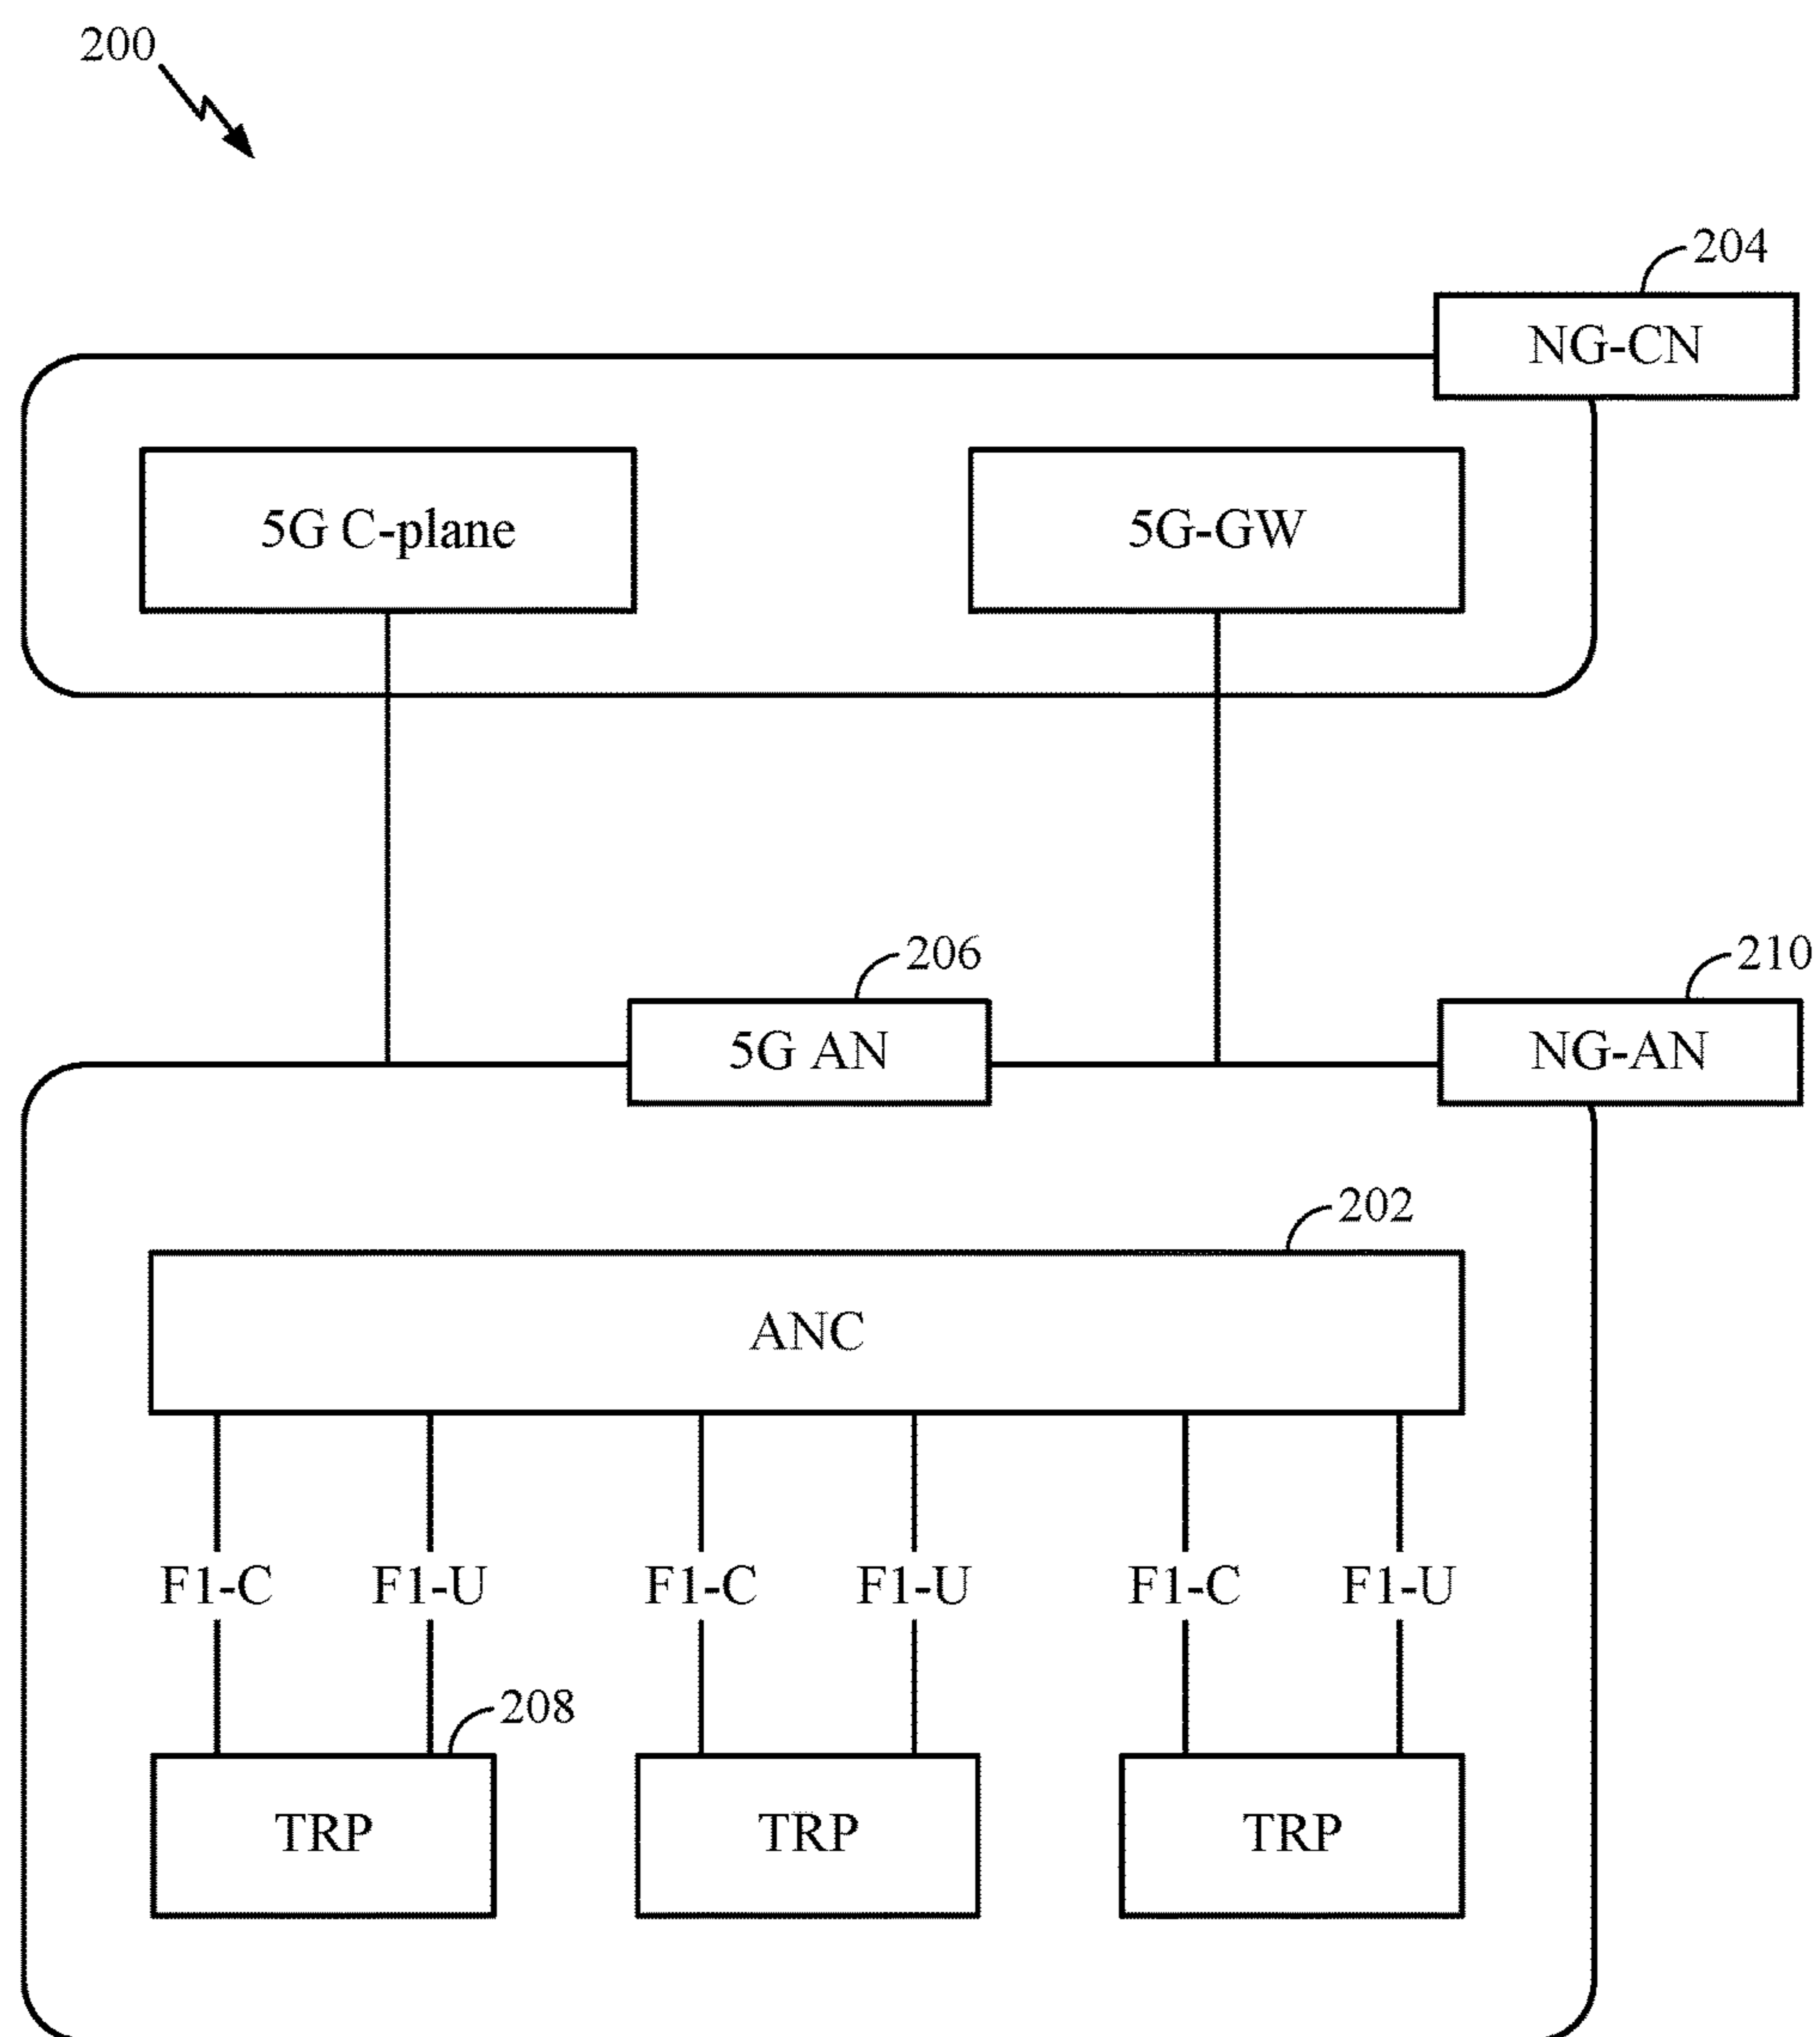 200
204
NG-CN
5G C-plane
5G-GW
206
210
5G AN
NG-AN
202
ANC
F1-C
F1-U
F1-C
F1-U
F1-C
F1-U
208
TRP
TRP
TRP